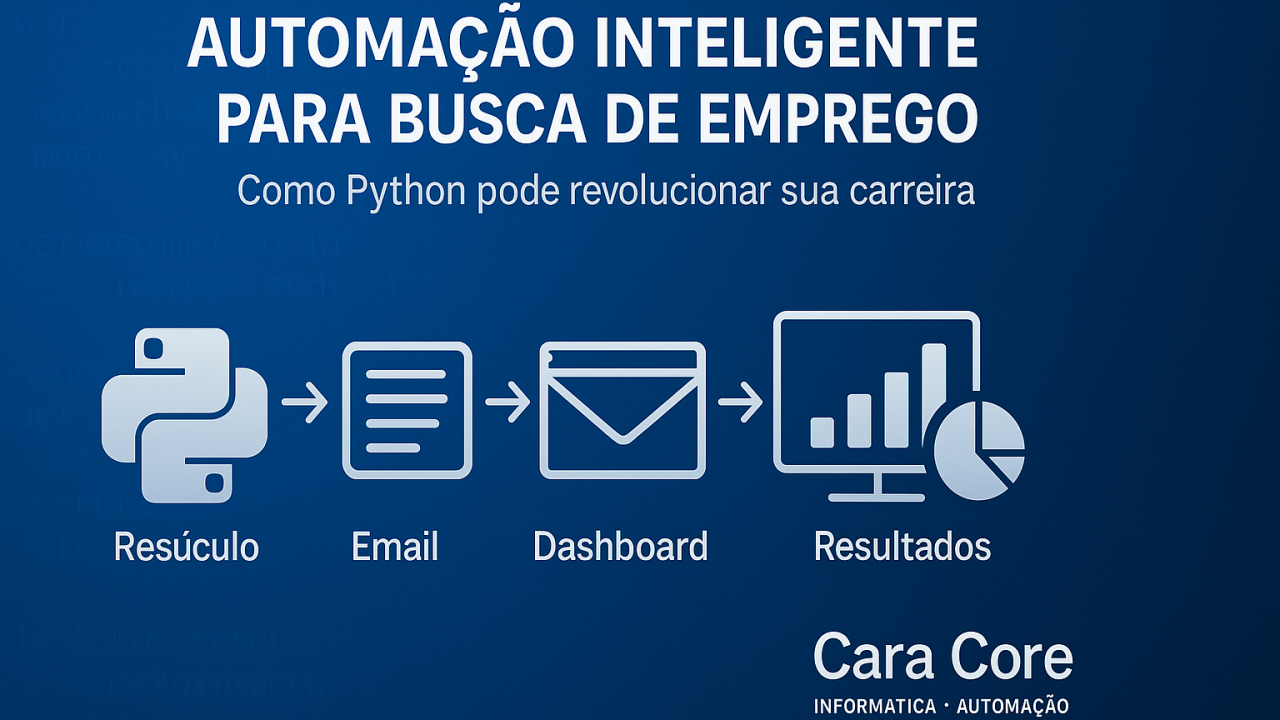 AUTOMAÇÃO INTELIGENTE
PARA BUSCA DE EMPREGO
Como Python pode revolucionar sua carreira
Resúculo
Email
Dashboard
Resultados
Cara Core
INFORMATICA · AUTOMAÇÃO